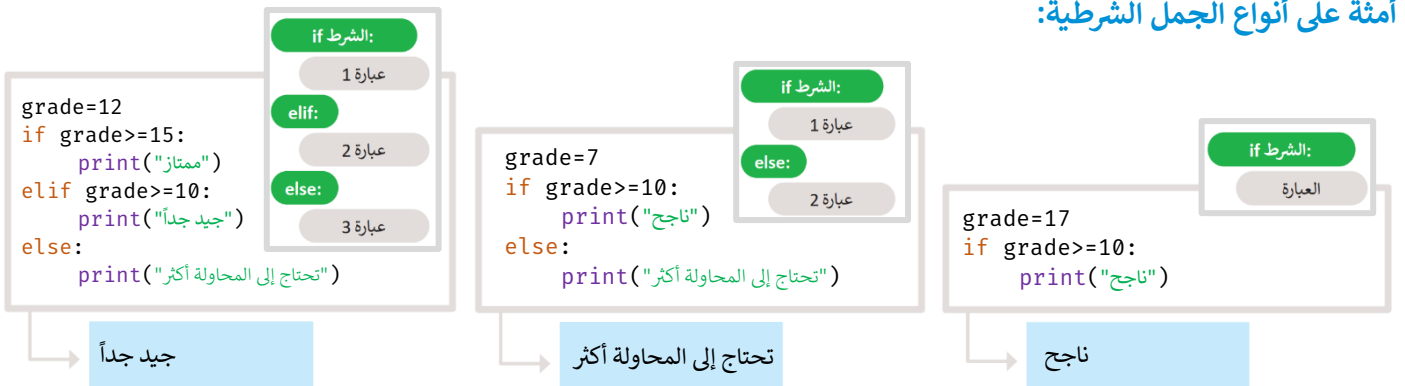 أمثة على أنواع الجمل الشرطية:
if الشرط:
العبارة
grade=17
if grade>=10:
print("ناجح")
ناجح
if الشرط:
عبارة 1
else:
عبارة 2
grade=7
if grade>=10:
print("ناجح")
else:
print("تحتاج إلى المحاولة أكثر")
تحتاج إلى المحاولة أكثر
if الشرط:
عبارة 1
elif:
عبارة 2
else:
عبارة 3
grade=12
if grade>=15:
print("ممتاز")
elif grade>=10:
print("جيد جداً")
else:
print("تحتاج إلى المحاولة أكثر")
جيد جداً